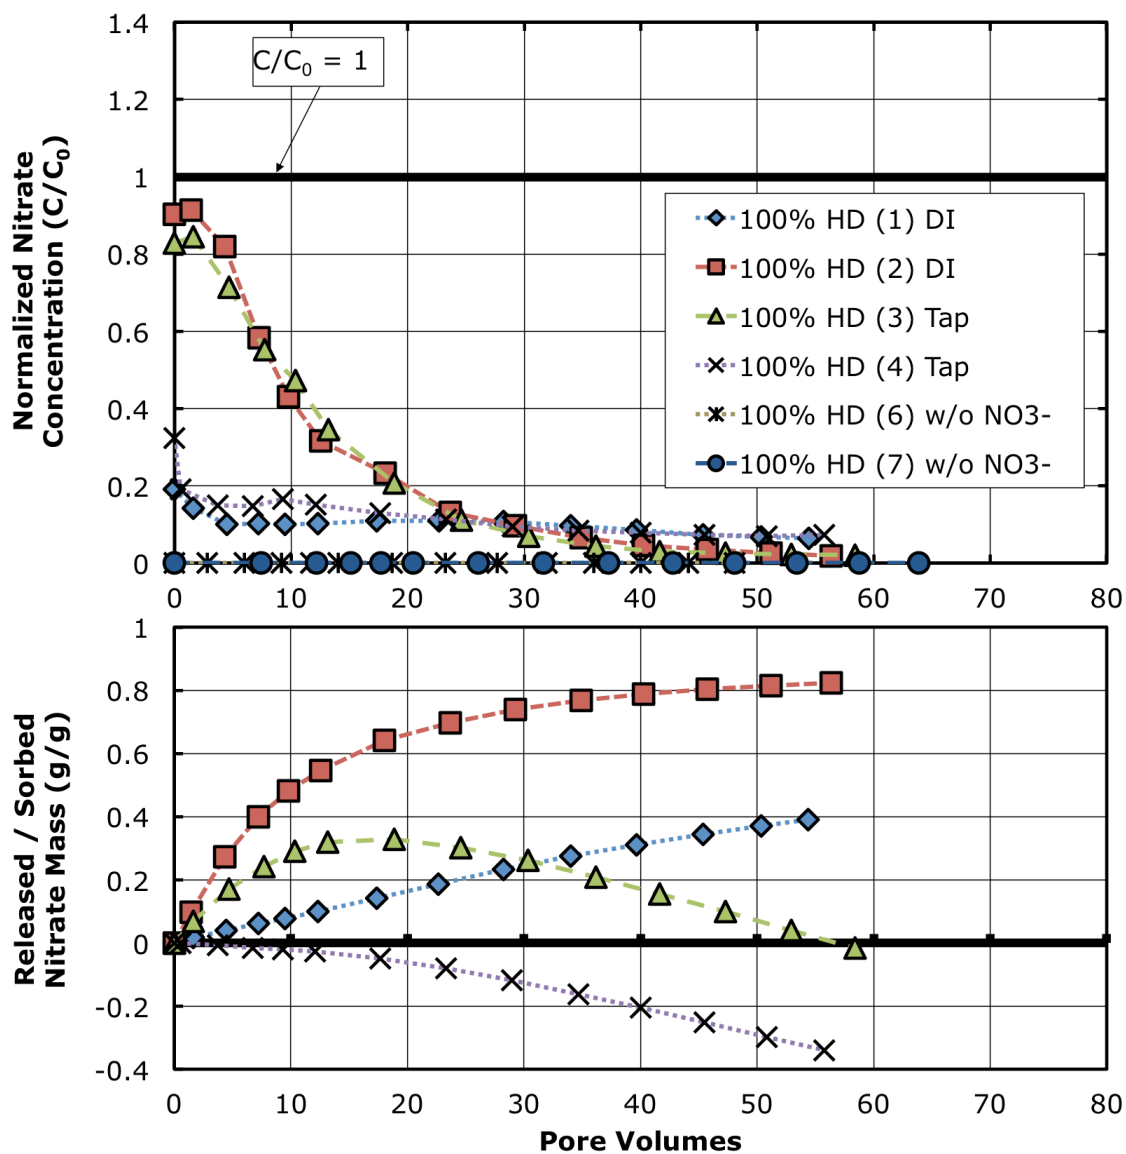 1.4
1.2
1
0.8
0.6
0.4
0.2
0
C/C₀ = 1
Normalized Nitrate
Concentration (C/C₀)
100% HD (1) DI
100% HD (2) DI
100% HD (3) Tap
100% HD (4) Tap
100% HD (6) w/o NO3-
100% HD (7) w/o NO3-
0 10 20 30 40 50 60 70 80
1
0.8
0.6
0.4
0.2
0
-0.2
-0.4
Released / Sorbed
Nitrate Mass (g/g)
0 10 20 30 40 50 60 70 80
Pore Volumes